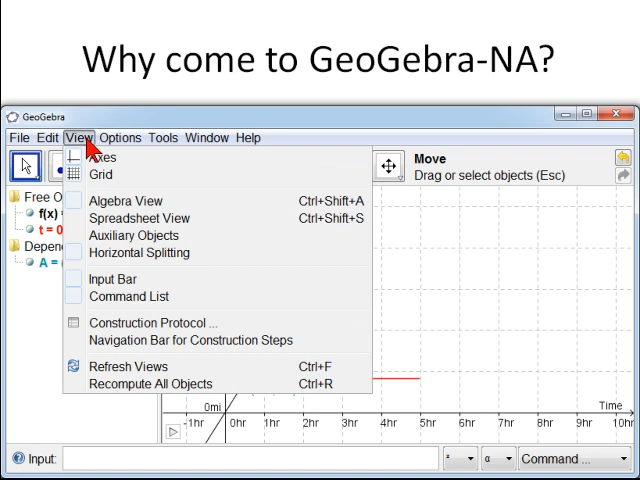 Why come to GeoGebra-NA?
GeoGebra
File Edit View Options Tools Window Help
Axes
Grid
Algebra View Ctrl+Shift+A
Spreadsheet View Ctrl+Shift+S
Auxiliary Objects
Horizontal Splitting
Input Bar
Command List
Construction Protocol ...
Navigation Bar for Construction Steps
Refresh Views Ctrl+F
Recompute All Objects Ctrl+R
Move
Drag or select objects (Esc)
Free O
f(x) =
t = 0
Depen
A = (
0mi
Time
-1hr 0hr 1hr 2hr 3hr 4hr 5hr 6hr 7hr 8hr 9hr 10hr
Input: ² α Command ...